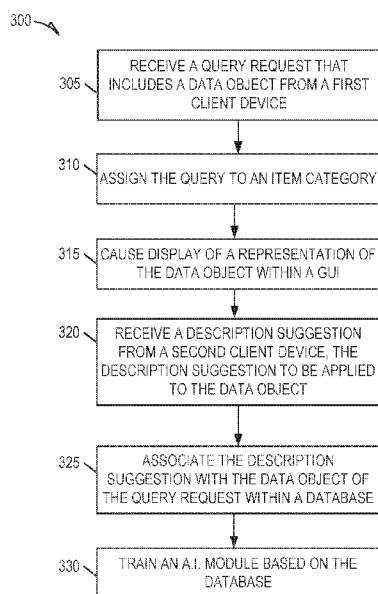 300
305
RECEIVE A QUERY REQUEST THAT
INCLUDES A DATA OBJECT FROM A FIRST
CLIENT DEVICE
310
ASSIGN THE QUERY TO AN ITEM CATEGORY
315
CAUSE DISPLAY OF A REPRESENTATION OF
THE DATA OBJECT WITHIN A GUI
320
RECEIVE A DESCRIPTION SUGGESTION
FROM A SECOND CLIENT DEVICE, THE
DESCRIPTION SUGGESTION TO BE APPLIED
TO THE DATA OBJECT
325
ASSOCIATE THE DESCRIPTION
SUGGESTION WITH THE DATA OBJECT OF
THE QUERY REQUEST WITHIN A DATABASE
330
TRAIN AN A.I. MODULE BASED ON THE
DATABASE